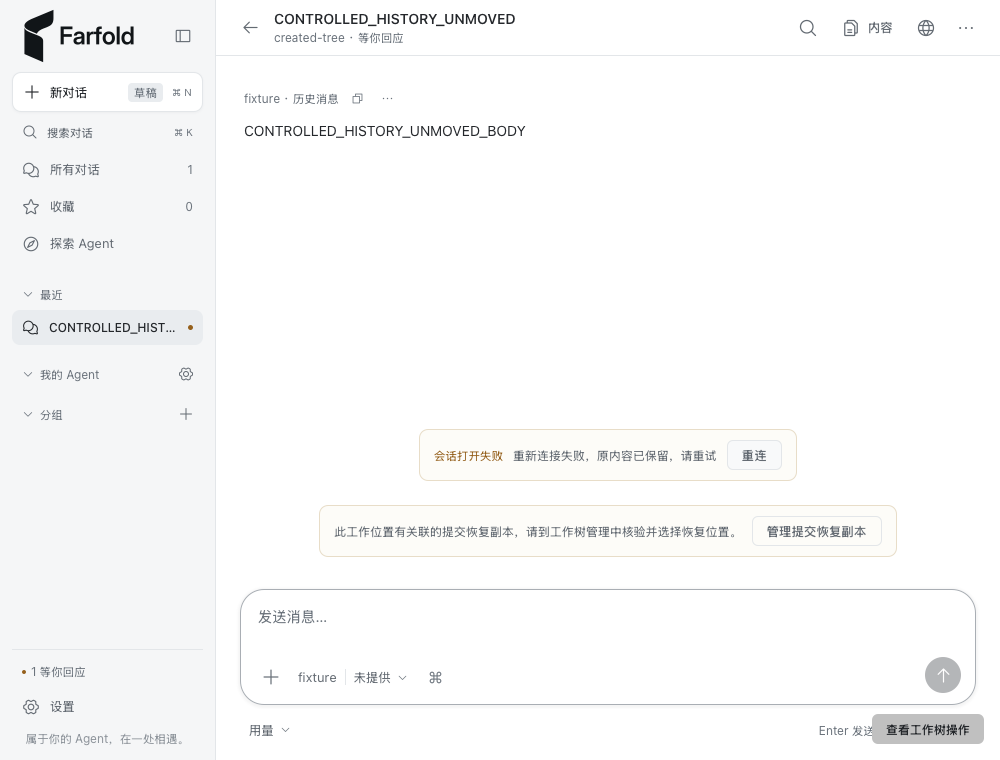 Farfold
新对话 草稿 ⌘ N
搜索对话 ⌘ K
所有对话 1
收藏 0
探索 Agent
最近
CONTROLLED_HIST...
我的 Agent
分组
1 等你回应
设置
属于你的 Agent，在一处相遇。
CONTROLLED_HISTORY_UNMOVED
created-tree · 等你回应
内容
fixture · 历史消息
CONTROLLED_HISTORY_UNMOVED_BODY
会话打开失败 重新连接失败，原内容已保留，请重试 重连
此工作位置有关联的提交恢复副本，请到工作树管理中核验并选择恢复位置。 管理提交恢复副本
发送消息...
fixture 未提供 ⌘
用量
Enter 发送
查看工作树操作